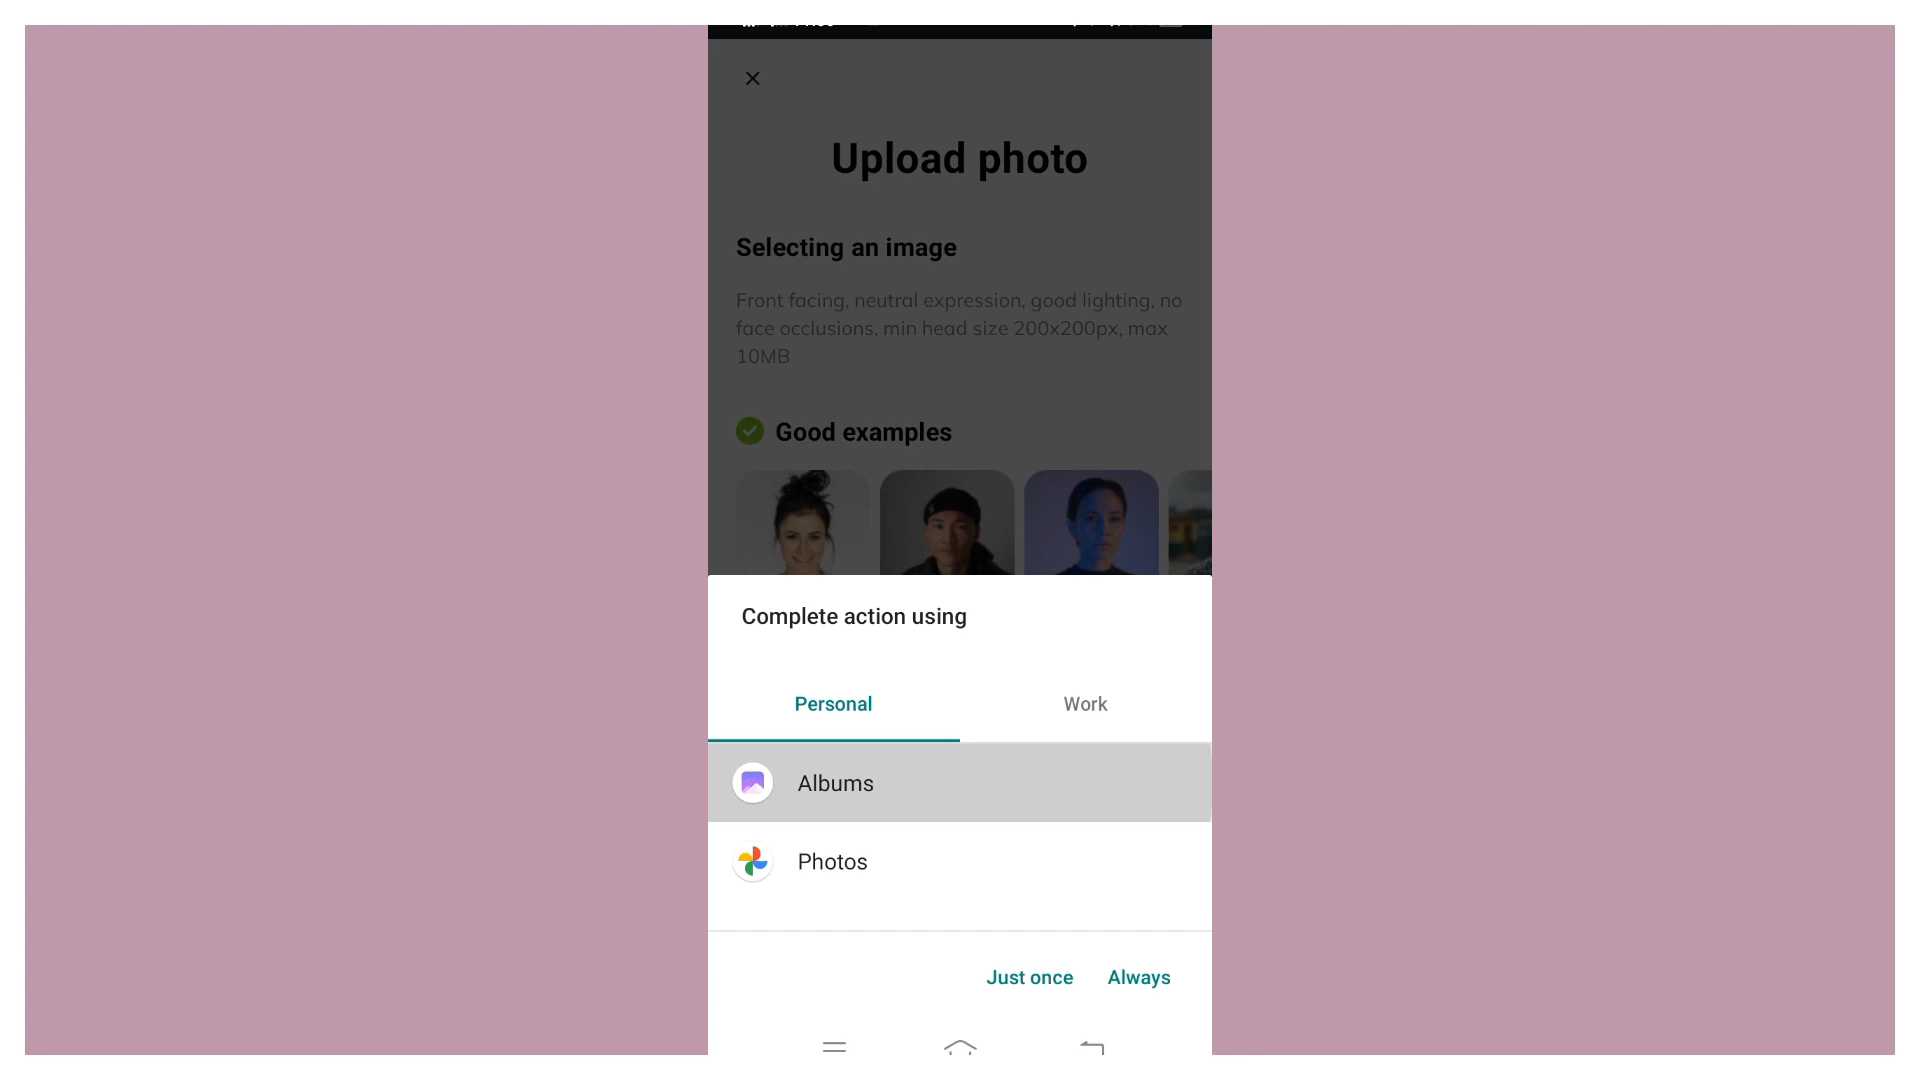 Upload photo
Selecting an image
Front facing, neutral expression, good lighting, no
face occlusions, min head size 200x200px, max
10MB
Good examples
Complete action using
Personal
Work
Albums
Photos
Just once
Always